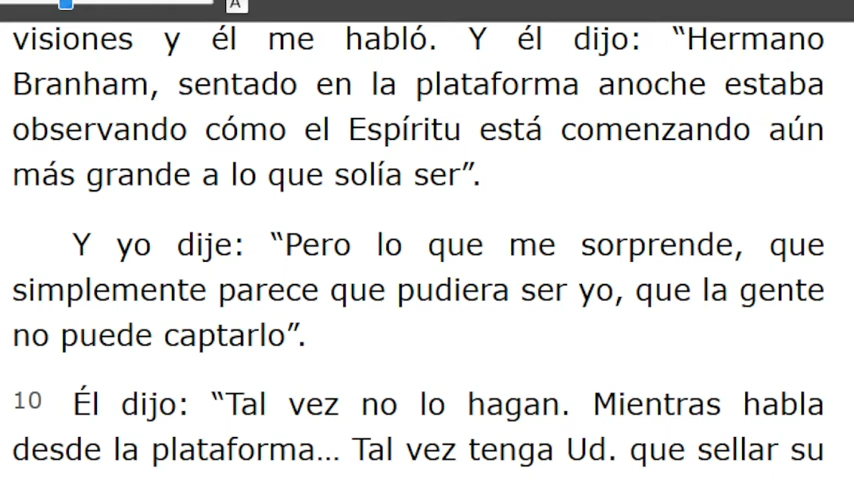 A
visiones y él me habló. Y él dijo: “Hermano
Branham, sentado en la plataforma anoche estaba
observando cómo el Espíritu está comenzando aún
más grande a lo que solía ser”.
Y yo dije: “Pero lo que me sorprende, que
simplemente parece que pudiera ser yo, que la gente
no puede captarlo”.
10 Él dijo: “Tal vez no lo hagan. Mientras habla
desde la plataforma... Tal vez tenga Ud. que sellar su